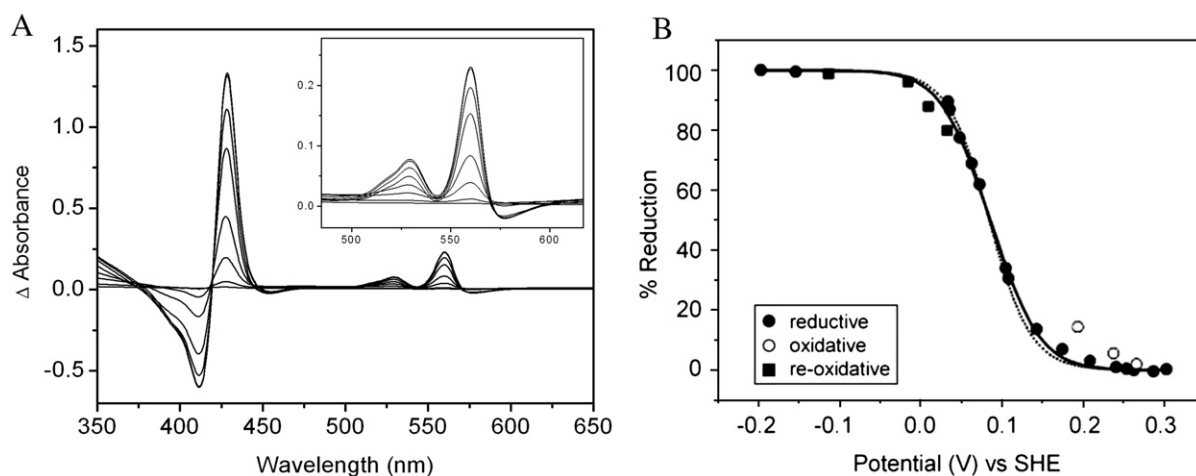 A
1.5
1.0
0.5
0.0
-0.5
Δ Absorbance
350 400 450 500 550 600 650
Wavelength (nm)
0.2
0.1
0.0
500 550 600
B
100
80
60
40
20
0
% Reduction
reductive
oxidative
re-oxidative
-0.2 -0.1 0.0 0.1 0.2 0.3
Potential (V) vs SHE